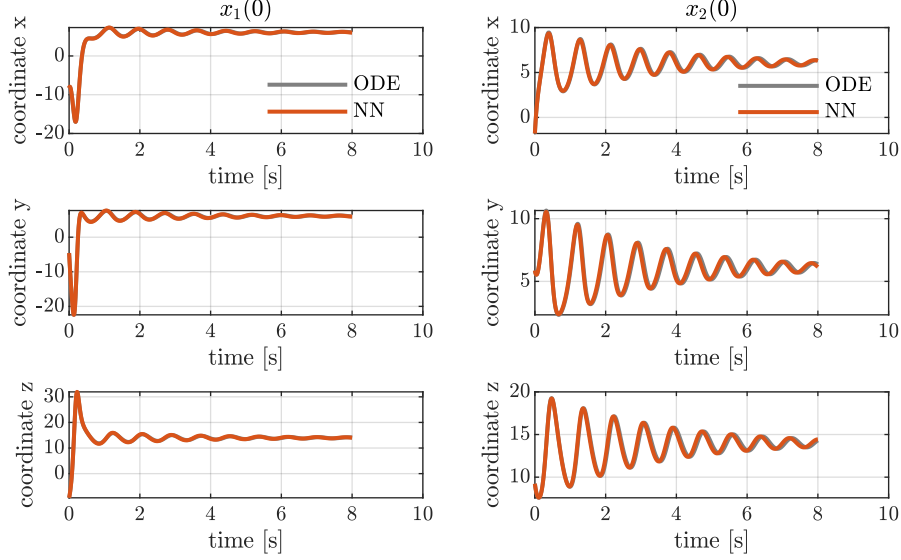 x₁(0)
coordinate x
0
-10
-20
ODE
NN
0 2 4 6 8 10
time [s]
x₂(0)
coordinate x
10
5
0
ODE
NN
0 2 4 6 8 10
time [s]
coordinate y
0
-10
-20
0 2 4 6 8 10
time [s]
coordinate y
10
5
0 2 4 6 8 10
time [s]
coordinate z
30
20
10
0
0 2 4 6 8 10
time [s]
coordinate z
20
15
10
0 2 4 6 8 10
time [s]